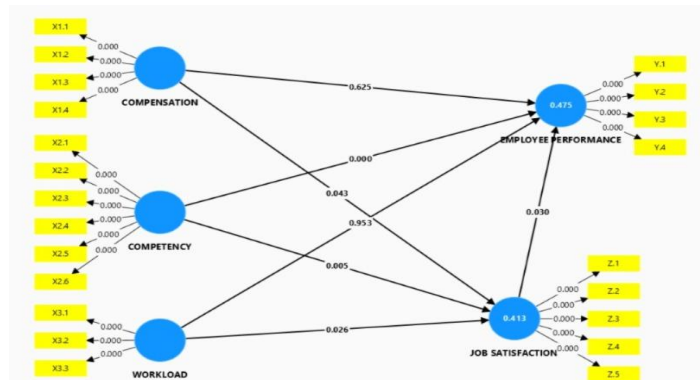 X1.1
0.000
X1.2
0.000
X1.3
0.000
X1.4
0.000
COMPENSATION
X2.1
X2.2
0.000
0.000
X2.3
0.000
X2.4
0.000
X2.5
0.000
X2.6
0.000
COMPETENCY
X3.1
0.000
X3.2
0.000
X3.3
0.000
WORKLOAD
0.625
0.000
0.043
0.953
0.005
0.026
0.030
0.475
EMPLOYEE PERFORMANCE
Y.1
0.000
Y.2
0.000
Y.3
0.000
Y.4
0.000
0.413
JOB SATISFACTION
Z.1
0.000
Z.2
0.000
Z.3
0.000
Z.4
0.000
Z.5
0.000